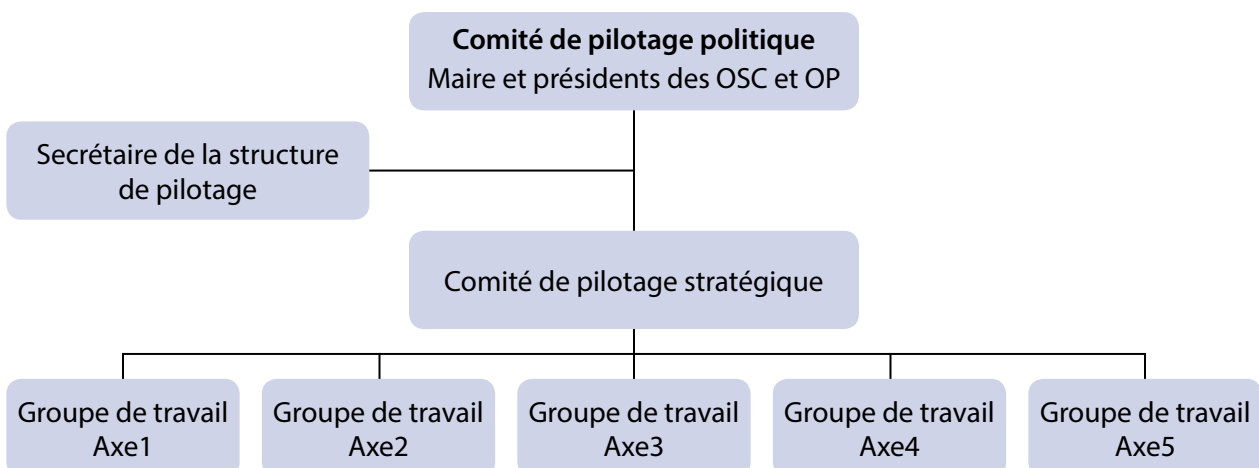 Comité de pilotage politique
Maire et présidents des OSC et OP
Secrétaire de la structure
de pilotage
Comité de pilotage stratégique
Groupe de travail
Axe1
Groupe de travail
Axe2
Groupe de travail
Axe3
Groupe de travail
Axe4
Groupe de travail
Axe5